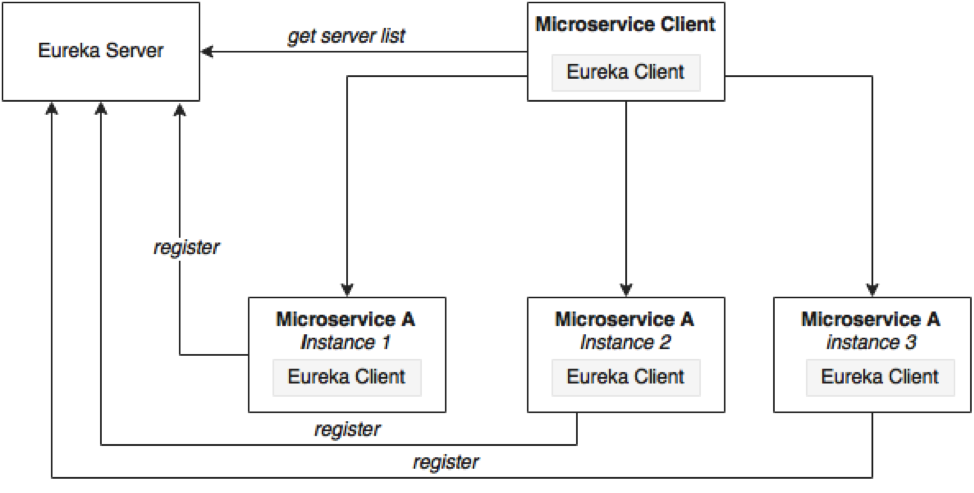 Eureka Server
get server list
Microservice Client
Eureka Client
register
Microservice A
Instance 1
Eureka Client
Microservice A
Instance 2
Eureka Client
Microservice A
instance 3
Eureka Client
register
register